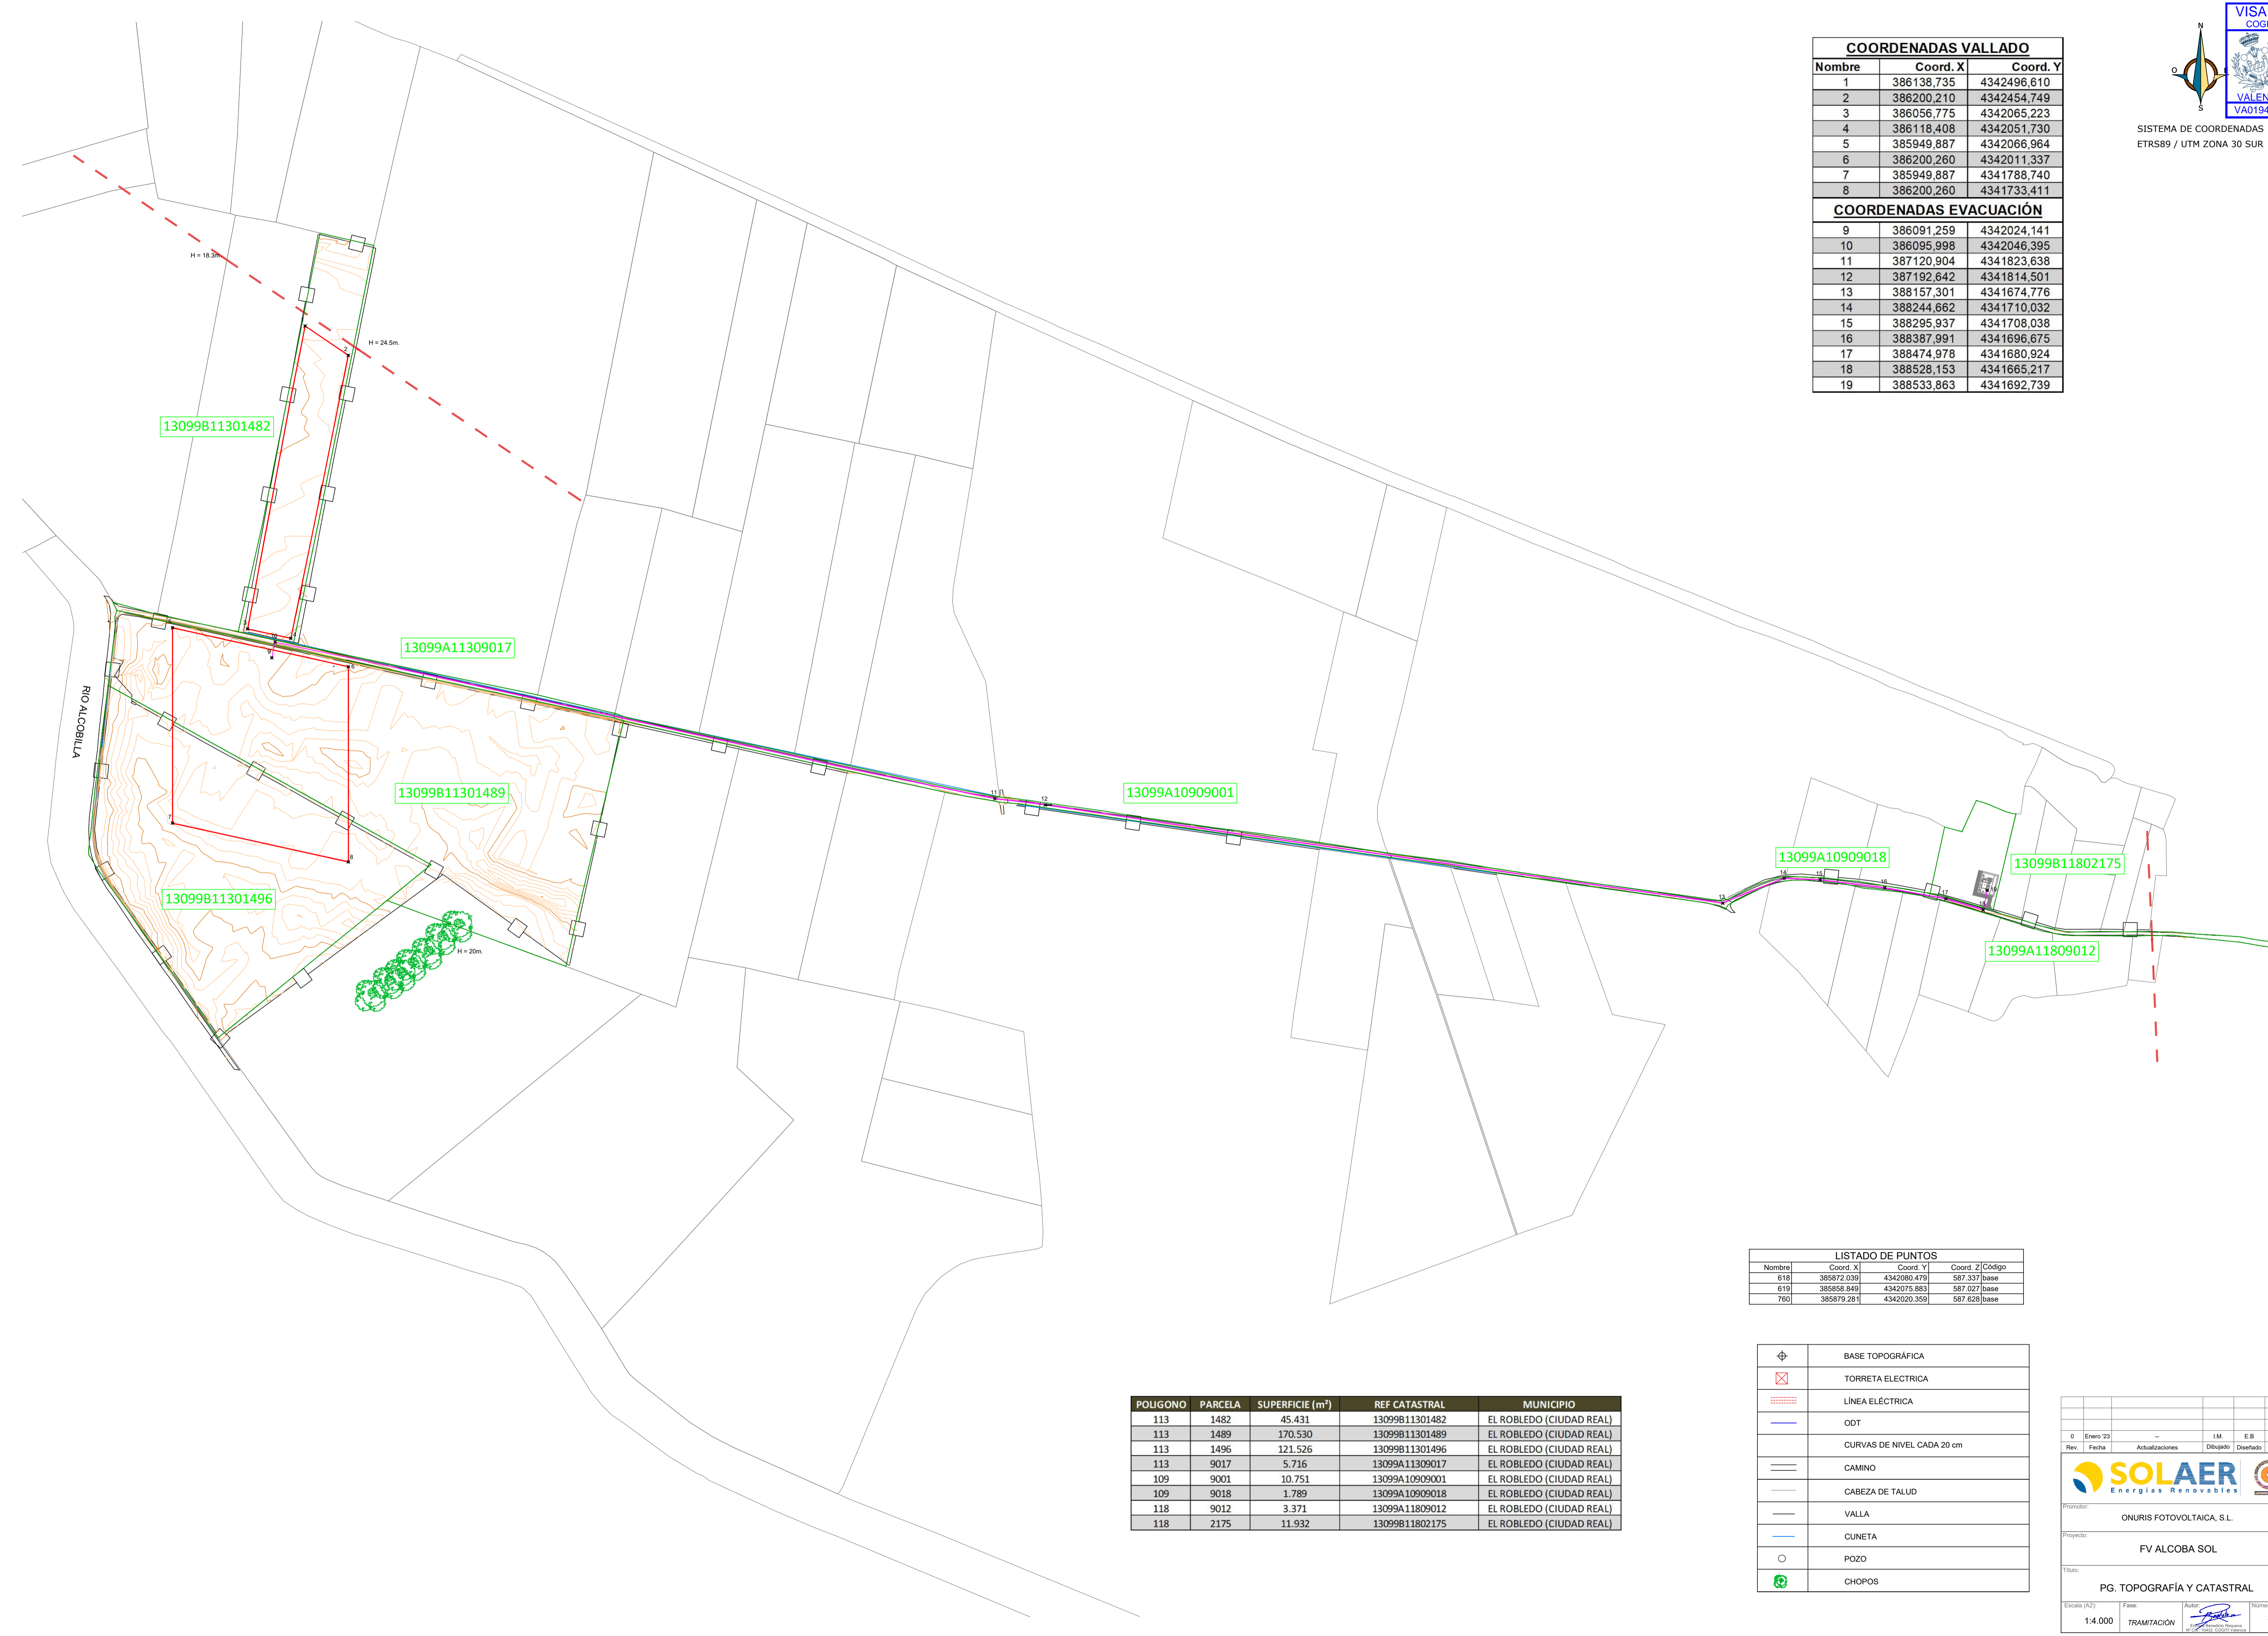 COORDENADAS VALLADO
Nombre Coord. X Coord. Y
1 386138,735 4342496,610
2 386200,210 4342454,749
3 386056,775 4342065,223
4 386118,408 4342051,730
5 385949,887 4342066,964
6 386200,260 4342011,337
7 385949,887 4341788,740
8 386200,260 4341733,411
COORDENADAS EVACUACIÓN
9 386091,259 4342024,141
10 386095,998 4342046,395
11 387120,904 4341823,638
12 387192,642 4341814,501
13 388157,301 4341674,776
14 388244,662 4341710,032
15 388295,937 4341708,038
16 388387,991 4341696,675
17 388474,978 4341680,924
18 388528,153 4341665,217
19 388533,863 4341692,739
N
O
S
SISTEMA DE COORDENADAS
ETRS89 / UTM ZONA 30 SUR
H = 18.3m.
H = 24.5m.
2
13099B11301482
13099A11309017
10
9
6
RIO ALCOBILLA
13099B11301489
7
8
13099B11301496
H = 20m.
11
12
13099A10909001
13
13099A10909018
14
15
16
17
18
19
13099B11802175
13099A11809012
LISTADO DE PUNTOS
Nombre Coord. X Coord. Y Coord. Z Código
618 385872.039 4342080.479 587.337 base
619 385858.849 4342075.883 587.027 base
760 385879.281 4342020.359 587.628 base
BASE TOPOGRÁFICA
TORRETA ELECTRICA
LÍNEA ELÉCTRICA
ODT
CURVAS DE NIVEL CADA 20 cm
CAMINO
CABEZA DE TALUD
VALLA
CUNETA
POZO
CHOPOS
POLIGONO PARCELA SUPERFICIE (m²) REF CATASTRAL MUNICIPIO
113 1482 45.431 13099B11301482 EL ROBLEDO (CIUDAD REAL)
113 1489 170.530 13099B11301489 EL ROBLEDO (CIUDAD REAL)
113 1496 121.526 13099B11301496 EL ROBLEDO (CIUDAD REAL)
113 9017 5.716 13099A11309017 EL ROBLEDO (CIUDAD REAL)
109 9001 10.751 13099A10909001 EL ROBLEDO (CIUDAD REAL)
109 9018 1.789 13099A10909018 EL ROBLEDO (CIUDAD REAL)
118 9012 3.371 13099A11809012 EL ROBLEDO (CIUDAD REAL)
118 2175 11.932 13099B11802175 EL ROBLEDO (CIUDAD REAL)
0 Enero '23 -- I.M. E.B
Rev. Fecha Actualizaciones Dibujado Diseñado
SOLAER
Energías Renovables
Promotor:
ONURIS FOTOVOLTAICA, S.L.
Proyecto:
FV ALCOBA SOL
Título:
PG. TOPOGRAFÍA Y CATASTRAL
Escala (A2): Fase: Autor:
1:4.000 TRAMITACIÓN